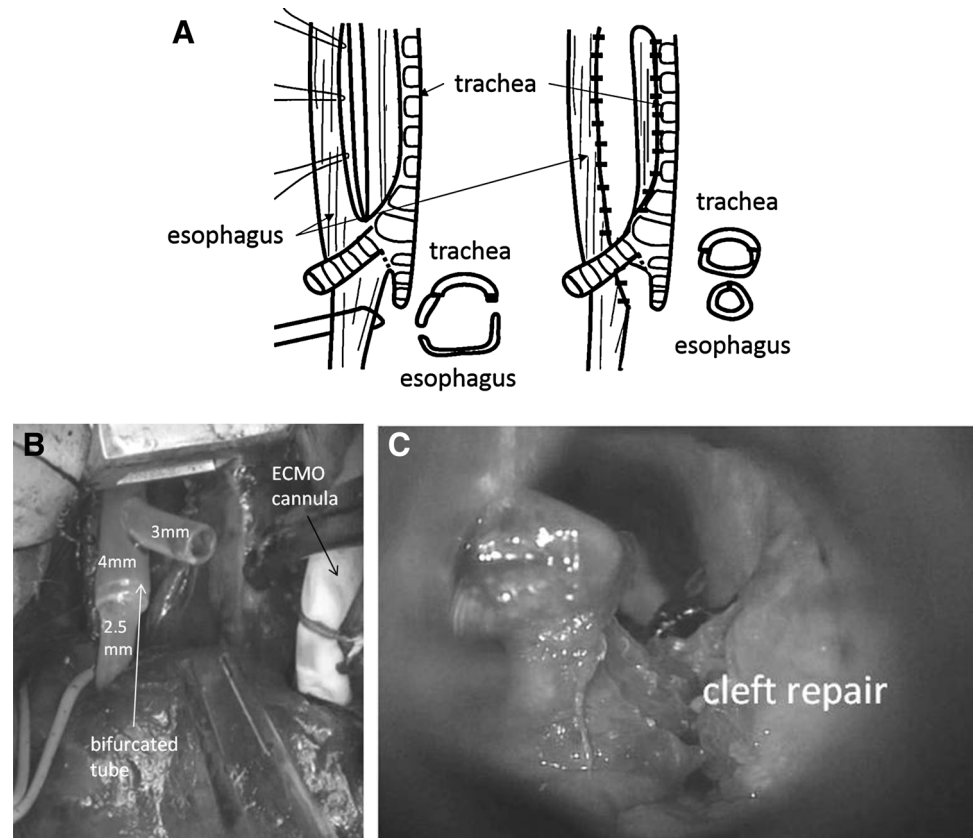 A
trachea
esophagus
trachea
esophagus
trachea
esophagus
B
ECMO
cannula
3mm
4mm
2.5
mm
bifurcated
tube
C
cleft repair